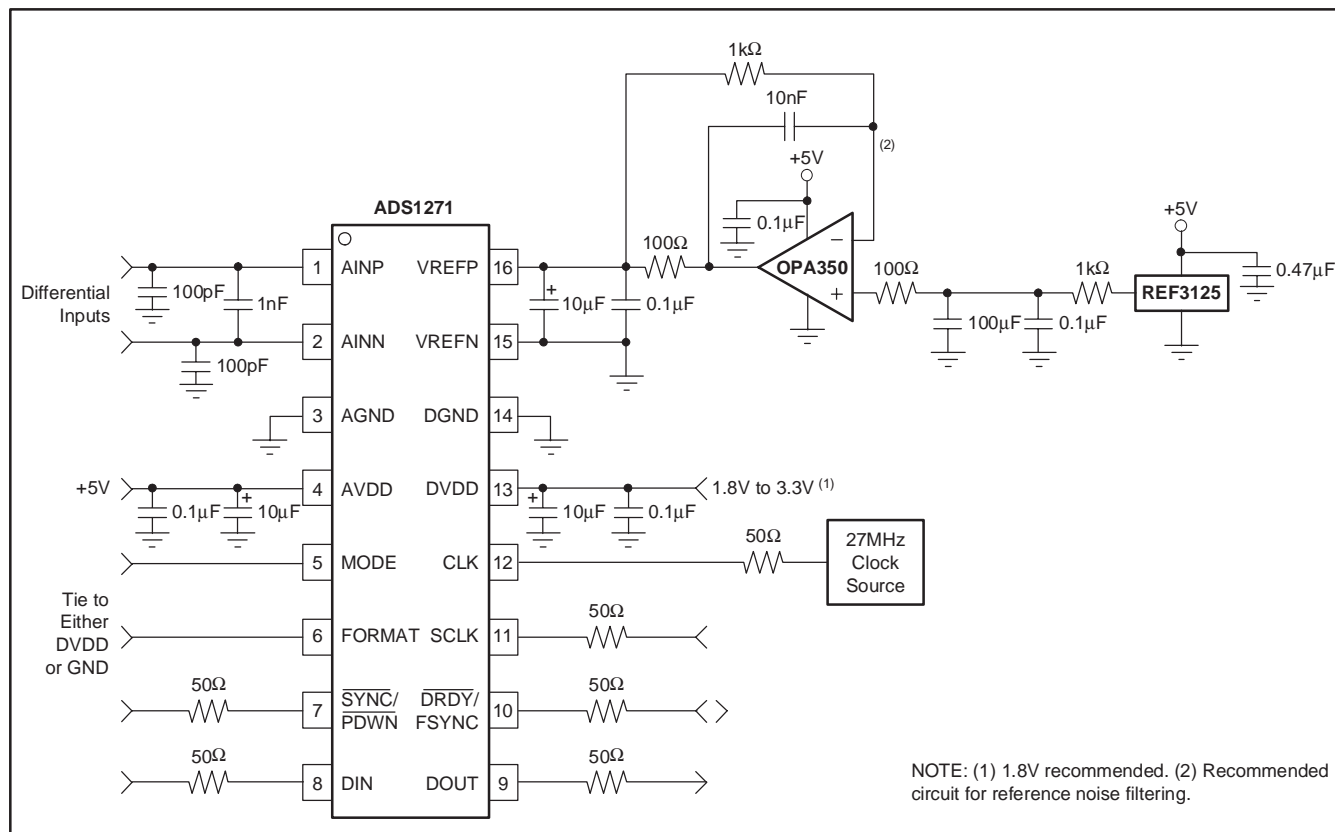 1kΩ
10nF
(2)
+5V
ADS1271
0.1µF
+5V
100Ω
OPA350
−
+
100Ω
1kΩ
REF3125
0.47µF
1 AINP VREFP 16
Differential
Inputs
100pF
1nF
+
10µF
0.1µF
100µF
0.1µF
2 AINN VREFN 15
100pF
3 AGND DGND 14
+5V
4 AVDD DVDD 13
1.8V to 3.3V (1)
0.1µF
+
10µF
+
10µF
0.1µF
50Ω
27MHz
Clock
Source
5 MODE CLK 12
Tie to
Either
DVDD
or GND
50Ω
6 FORMAT SCLK 11
50Ω
50Ω
7 SYNC/ DRDY/ 10
PDWN FSYNC
50Ω
50Ω
8 DIN DOUT 9
NOTE: (1) 1.8V recommended. (2) Recommended
circuit for reference noise filtering.